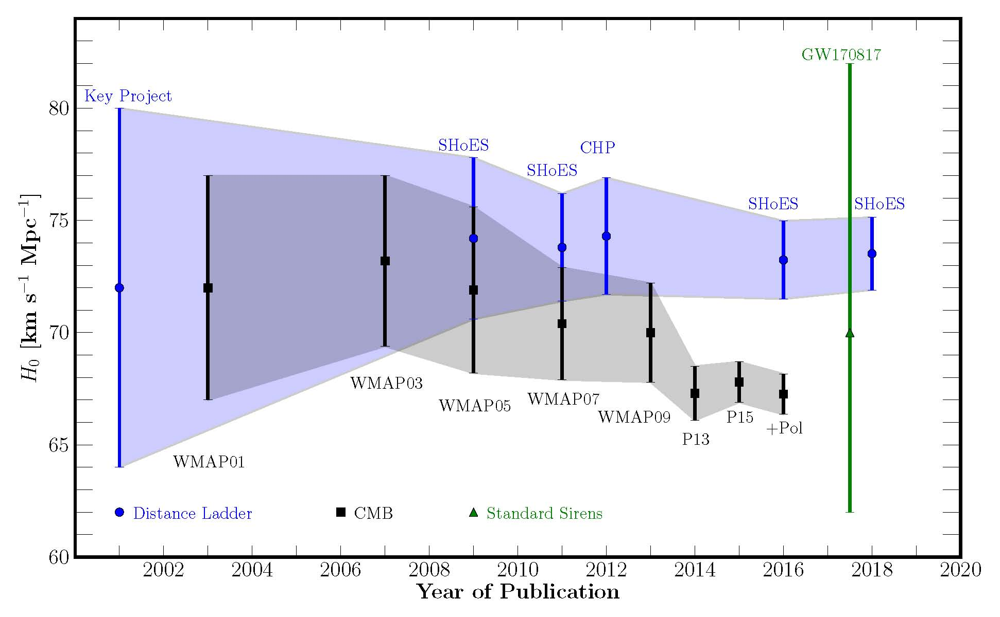 GW170817
Key Project
80
SHoES
CHP
SHoES
SHoES
SHoES
75
H₀ [km s⁻¹ Mpc⁻¹]
70
WMAP03
WMAP05
WMAP07
WMAP09
P15
+Pol
P13
65
WMAP01
Distance Ladder
CMB
Standard Sirens
60
2002 2004 2006 2008 2010 2012 2014 2016 2018 2020
Year of Publication